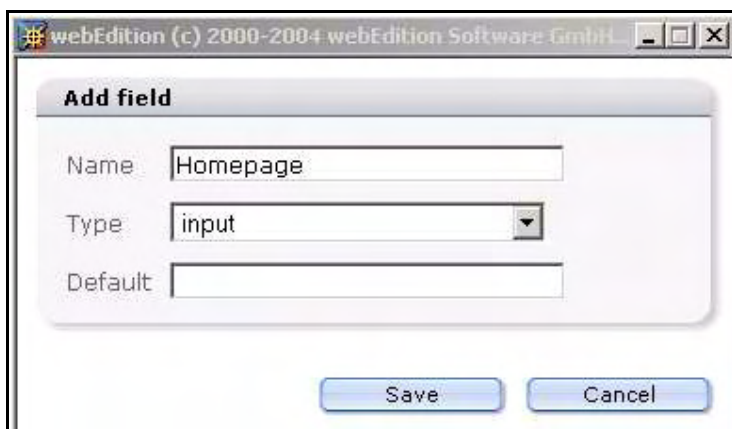 webEdition (c) 2000-2004 webEdition Software GmbH...
Add field
Name Homepage
Type input
Default
Save Cancel